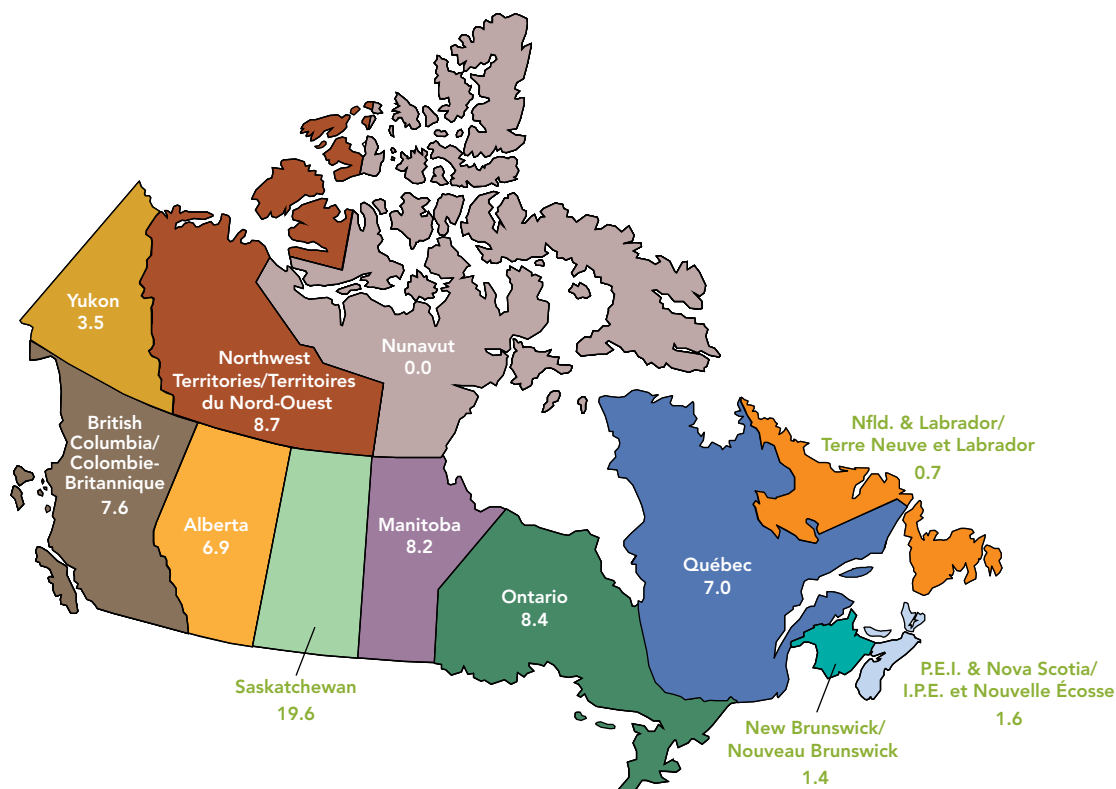 Yukon
3.5
Northwest
Territories/Territoires
du Nord-Ouest
8.7
Nunavut
0.0
British
Columbia/
Colombie-
Britannique
7.6
Alberta
6.9
Saskatchewan
19.6
Manitoba
8.2
Ontario
8.4
Québec
7.0
Nfld. & Labrador/
Terre Neuve et Labrador
0.7
P.E.I. & Nova Scotia/
I.P.E. et Nouvelle Écosse
1.6
New Brunswick/
Nouveau Brunswick
1.4